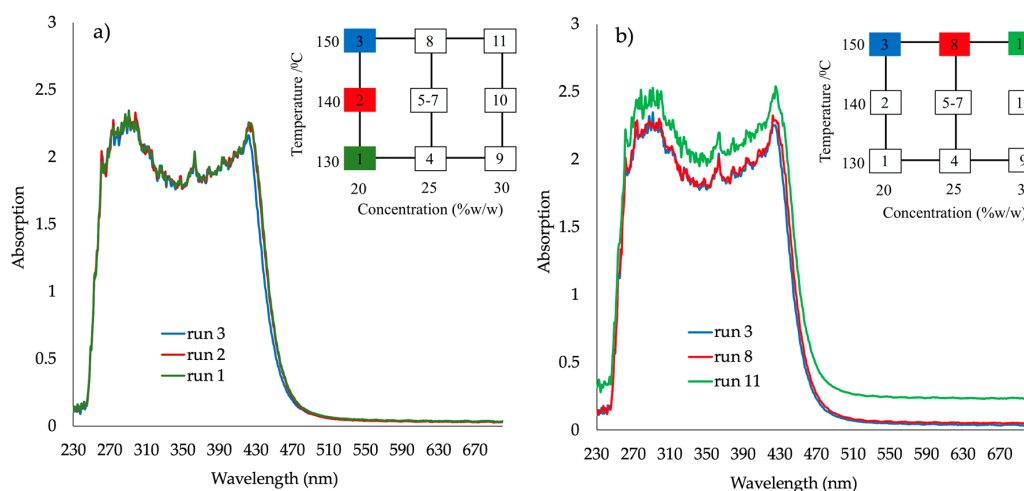 a)
3
2.5
2
1.5
1
0.5
0
Absorption
230 270 310 350 390 430 470 510 550 590 630 670
Wavelength (nm)
run 3
run 2
run 1
Temperature /⁰C
150 3 8 11
140 2 5-7 10
130 1 4 9
20 25 30
Concentration (%w/w)
b)
3
2.5
2
1.5
1
0.5
0
Absorption
230 270 310 350 390 430 470 510 550 590 630 670
Wavelength (nm)
run 3
run 8
run 11
Temperature /⁰C
150 3 8 1
140 2 5-7 1
130 1 4 9
20 25 3
Concentration (%w/w)